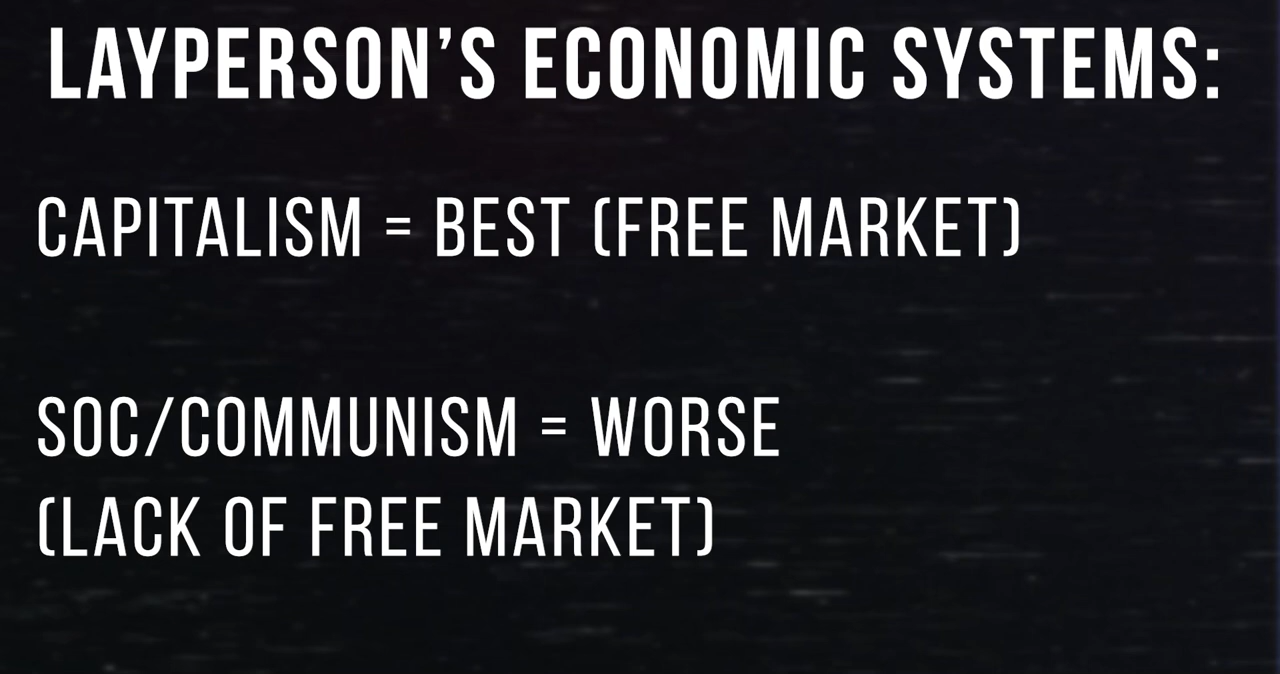 LAYPERSON’S ECONOMIC SYSTEMS:
CAPITALISM = BEST (FREE MARKET)
SOC/COMMUNISM = WORSE
(LACK OF FREE MARKET)